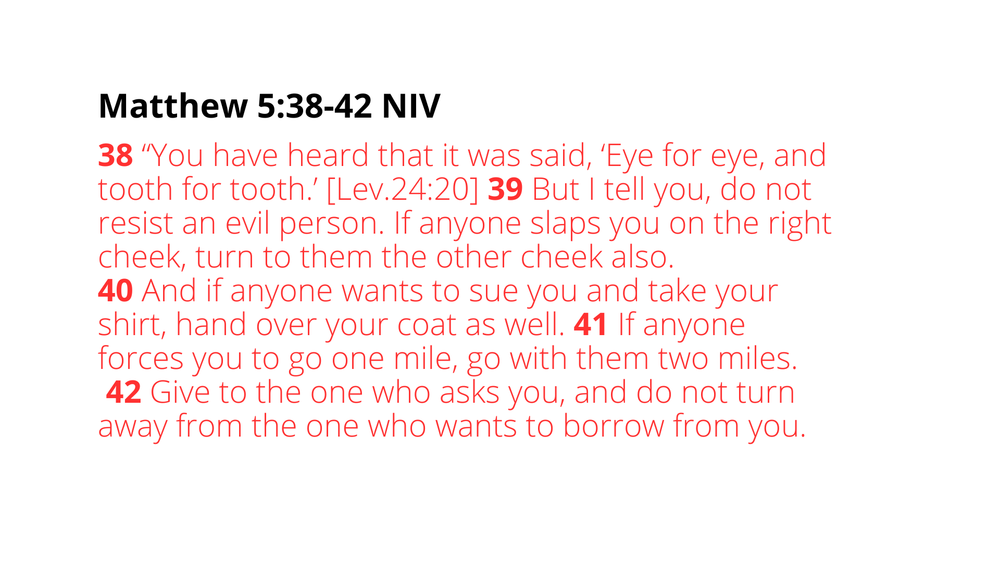 Matthew 5:38-42 NIV
38 “You have heard that it was said, ‘Eye for eye, and
tooth for tooth.’ [Lev.24:20] 39 But I tell you, do not
resist an evil person. If anyone slaps you on the right
cheek, turn to them the other cheek also.
40 And if anyone wants to sue you and take your
shirt, hand over your coat as well. 41 If anyone
forces you to go one mile, go with them two miles.
42 Give to the one who asks you, and do not turn
away from the one who wants to borrow from you.